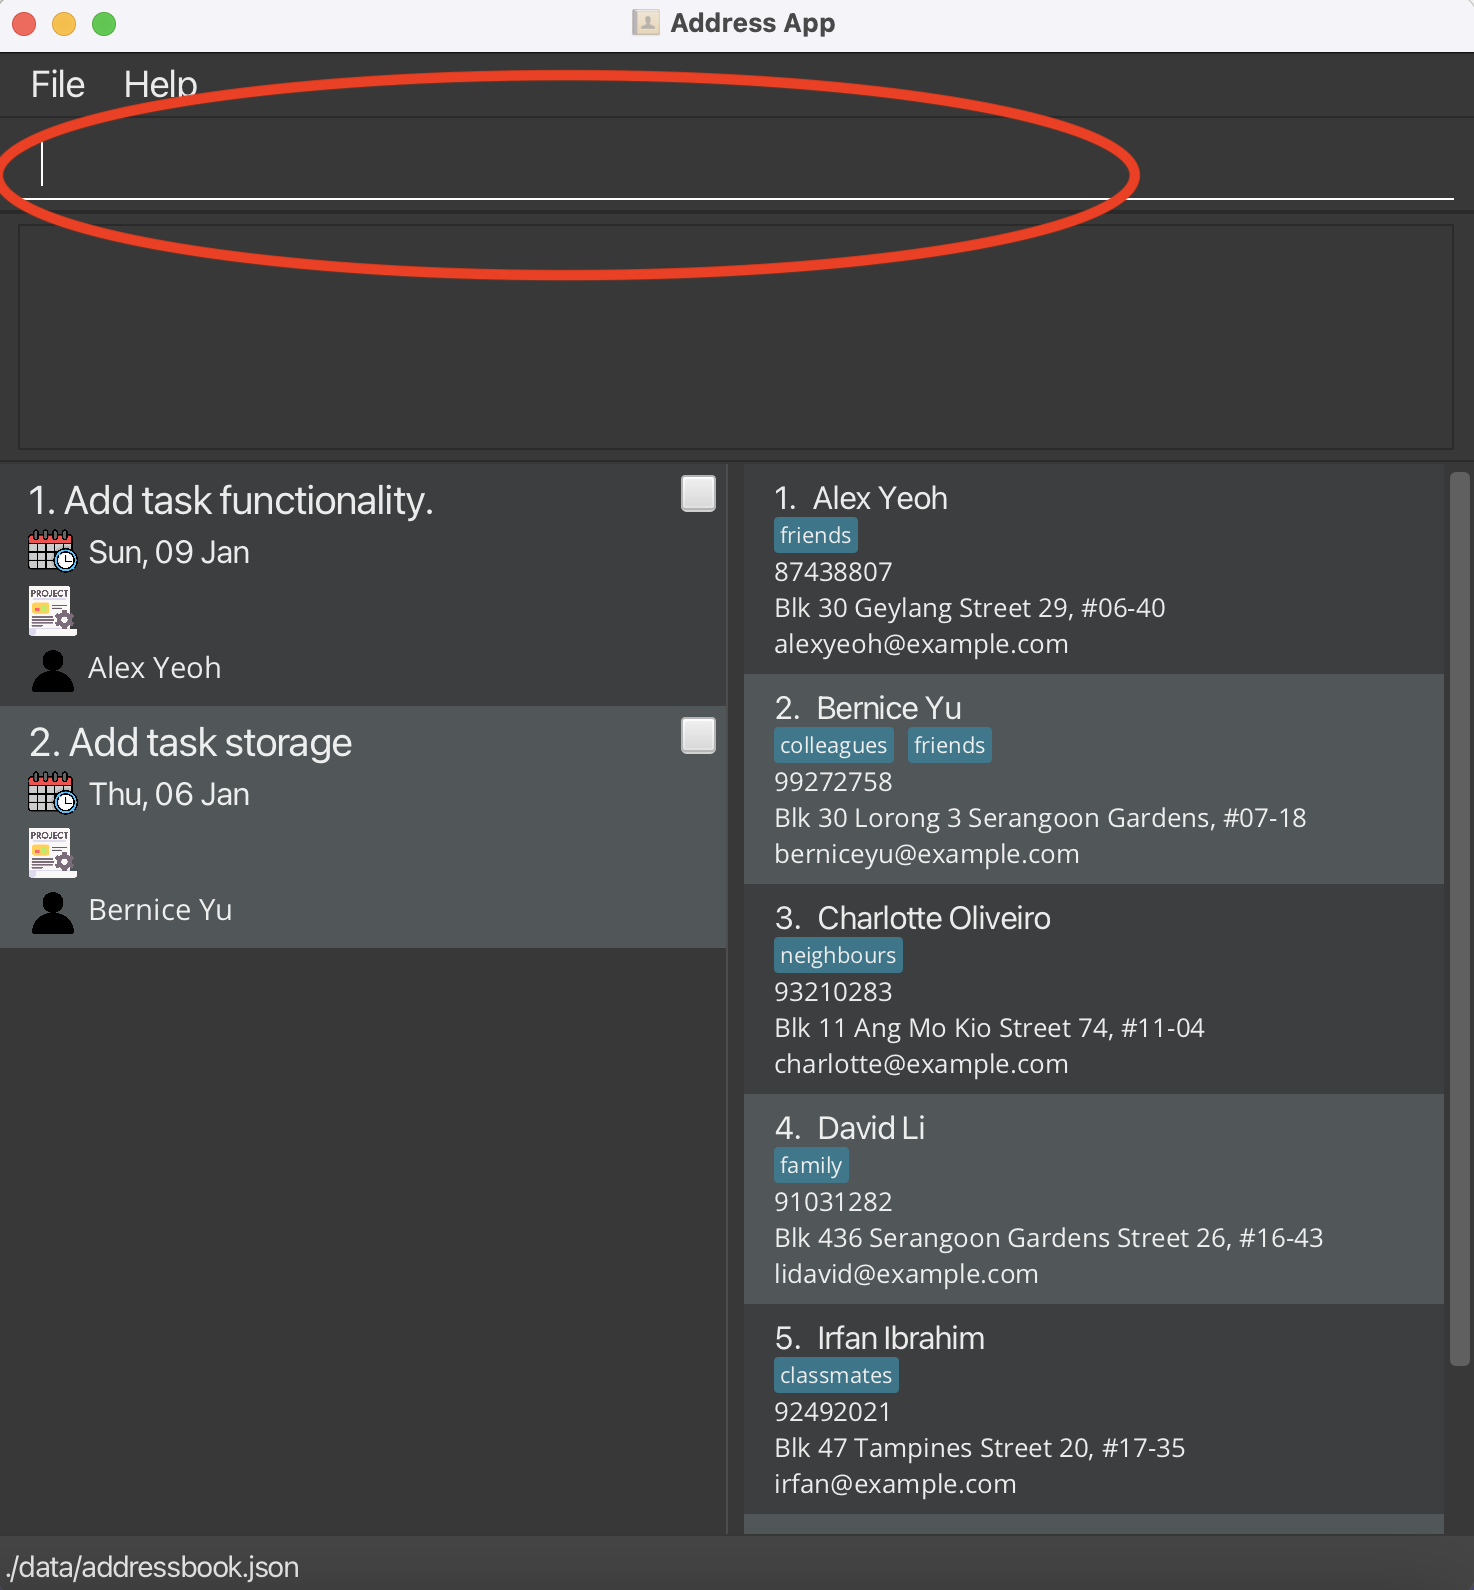 Address App
File Help
1. Add task functionality.
Sun, 09 Jan
PROJECT
Alex Yeoh
2. Add task storage
Thu, 06 Jan
PROJECT
Bernice Yu
1. Alex Yeoh
friends
87438807
Blk 30 Geylang Street 29, #06-40
alexyeoh@example.com
2. Bernice Yu
colleagues friends
99272758
Blk 30 Lorong 3 Serangoon Gardens, #07-18
berniceyu@example.com
3. Charlotte Oliveiro
neighbours
93210283
Blk 11 Ang Mo Kio Street 74, #11-04
charlotte@example.com
4. David Li
family
91031282
Blk 436 Serangoon Gardens Street 26, #16-43
lidavid@example.com
5. Irfan Ibrahim
classmates
92492021
Blk 47 Tampines Street 20, #17-35
irfan@example.com
./data/addressbook.json